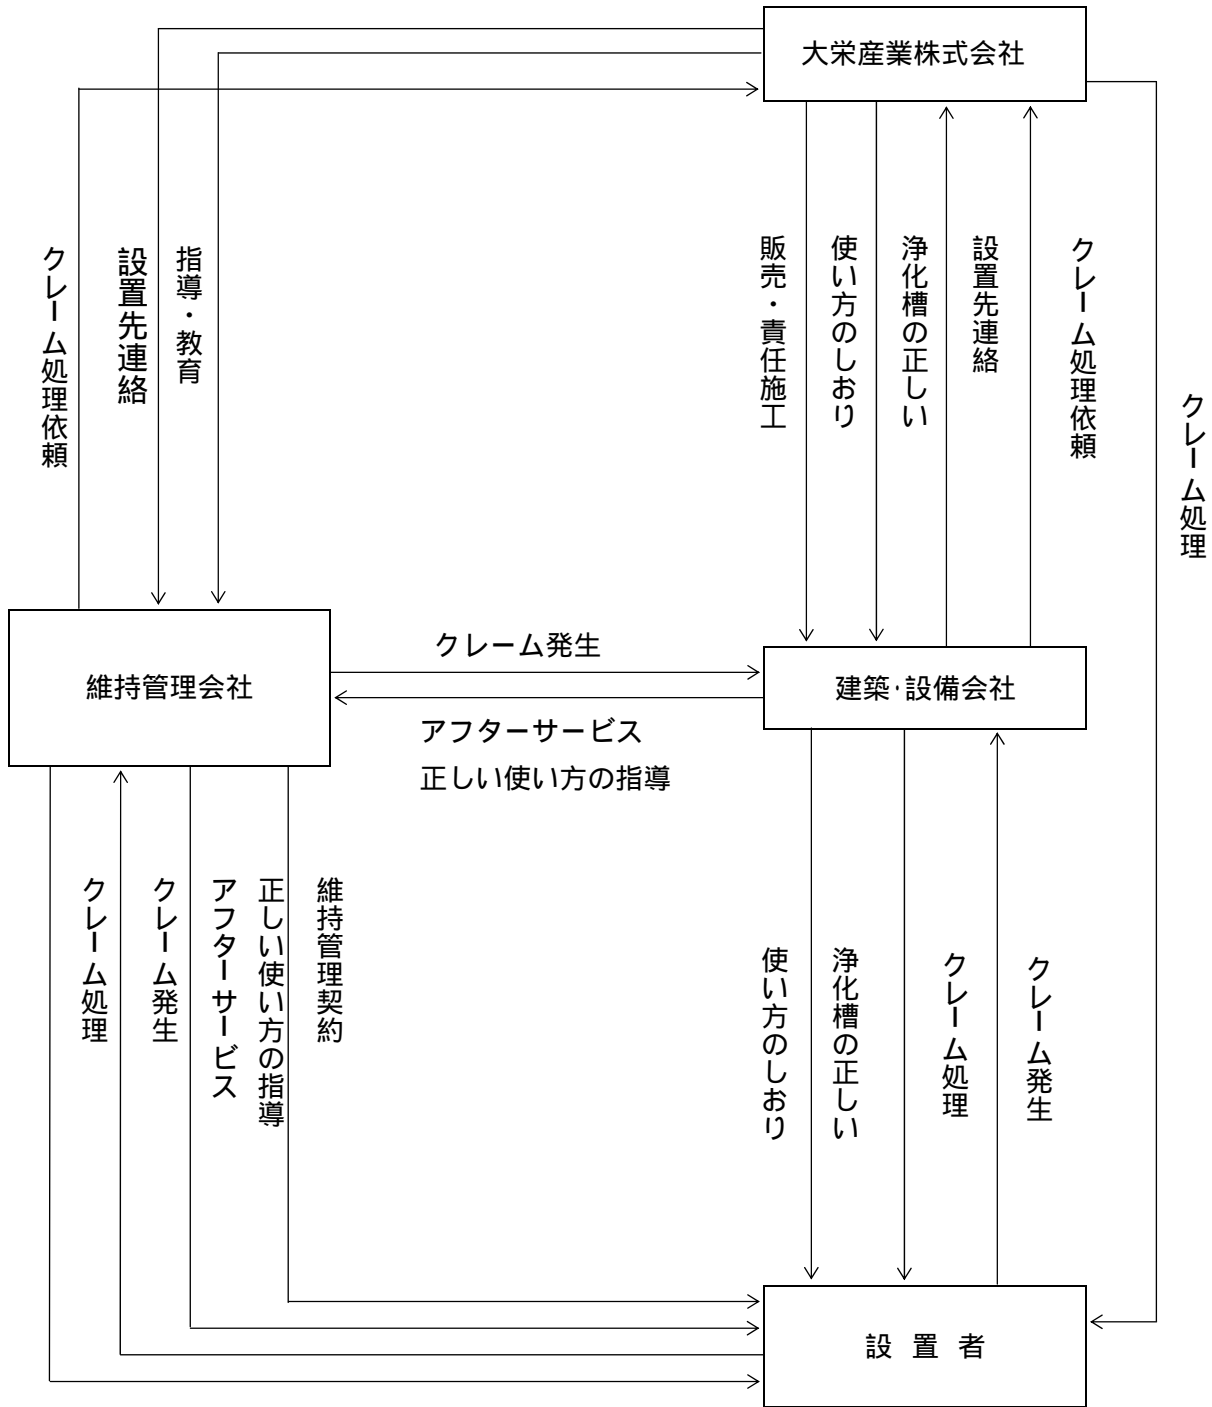 大栄産業株式会社
クレーム処理依頼
設置先連絡
指導・教育
販売・責任施工
浄化槽の正しい
使い方のしおり
設置先連絡
クレーム処理依頼
クレーム処理
維持管理会社
クレーム発生
アフターサービス
正しい使い方の指導
建築・設備会社
クレーム処理
クレーム発生
アフターサービス
正しい使い方の指導
維持管理契約
浄化槽の正しい
使い方のしおり
クレーム処理
クレーム発生
設 置 者